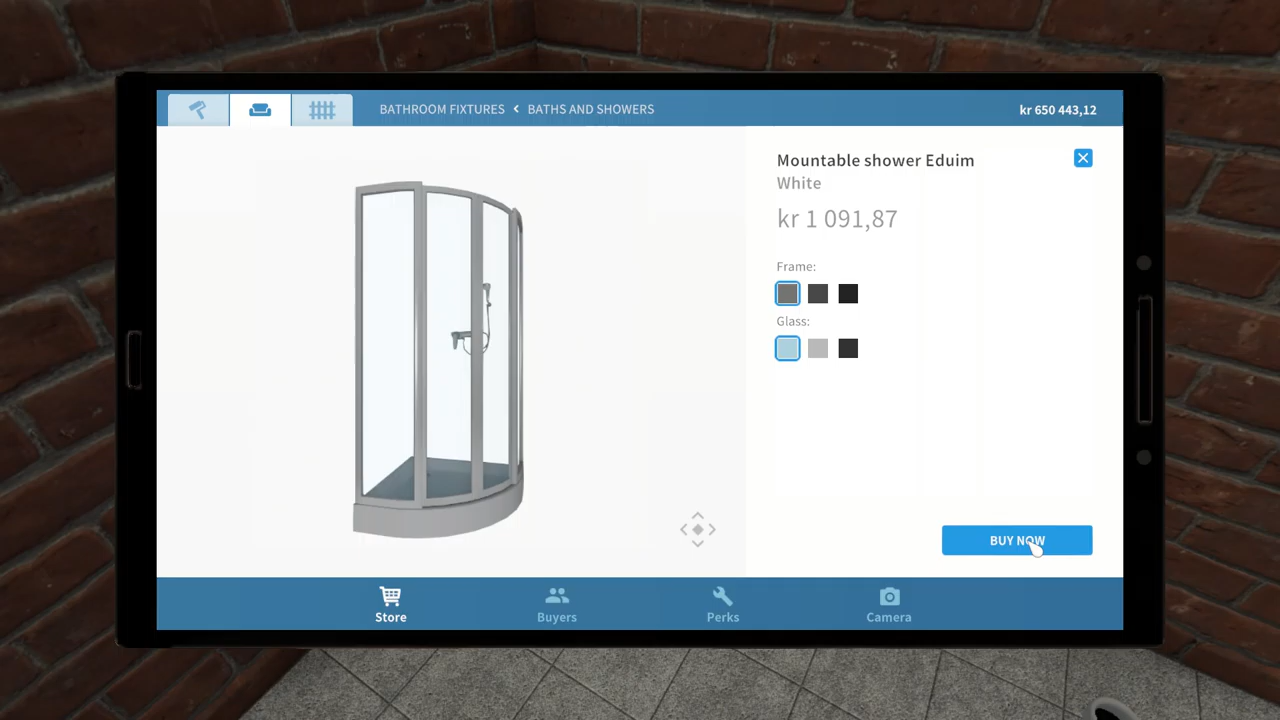 BATHROOM FIXTURES < BATHS AND SHOWERS
kr 650 443,12
Mountable shower Eduim
White
kr 1 091,87
Frame:
Glass:
BUY NOW
Store
Buyers
Perks
Camera